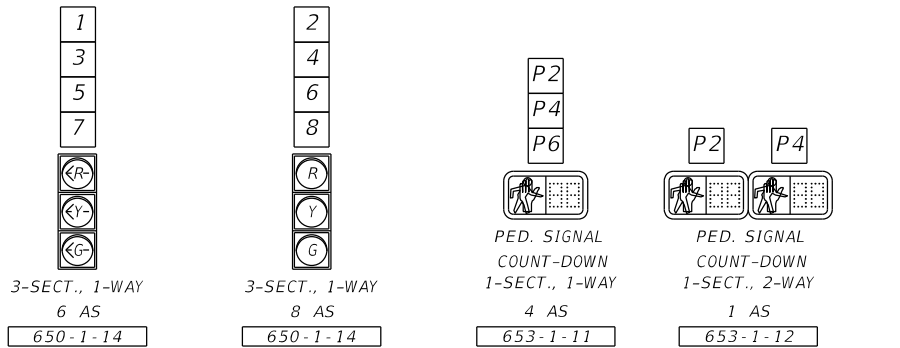 1
3
5
7
<R-
<Y-
<G-
3-SECT., 1-WAY
6 AS
650-1-14
2
4
6
8
R
Y
G
3-SECT., 1-WAY
8 AS
650-1-14
P2
P4
P6
PED. SIGNAL
COUNT-DOWN
1-SECT., 1-WAY
4 AS
653-1-11
P2 P4
PED. SIGNAL
COUNT-DOWN
1-SECT., 2-WAY
1 AS
653-1-12